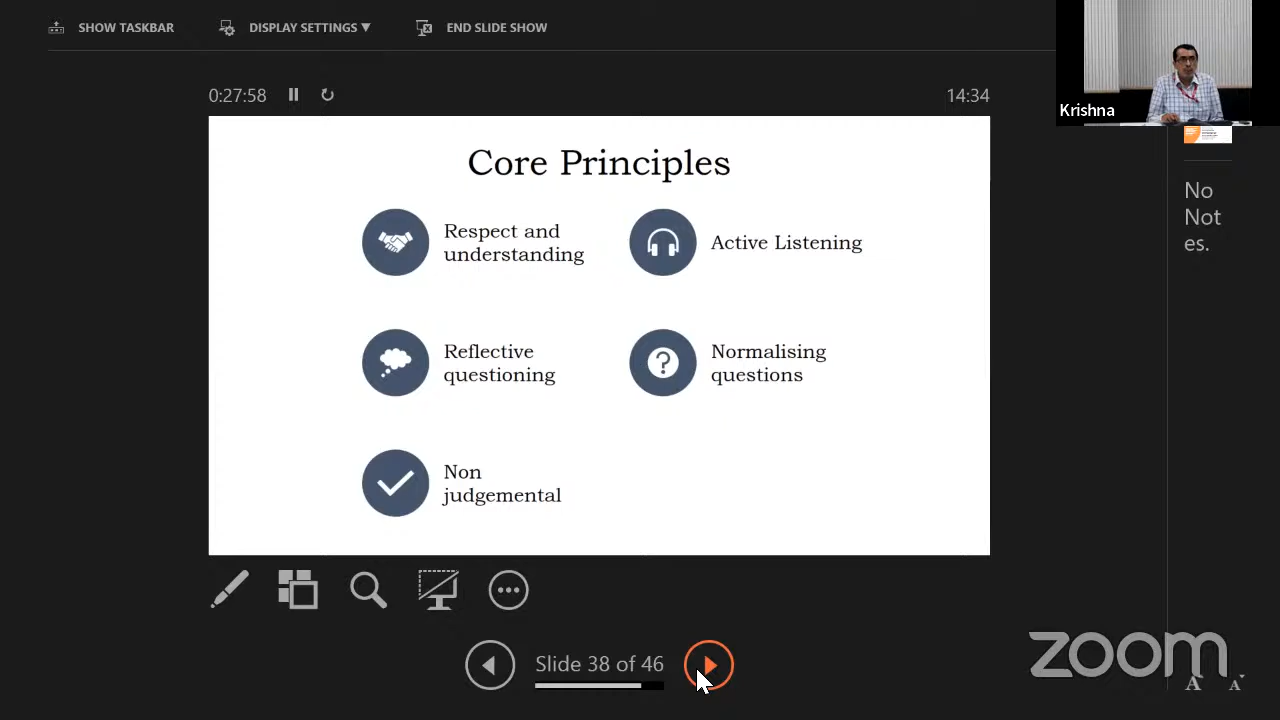 SHOW TASKBAR
DISPLAY SETTINGS ▼
END SLIDE SHOW
0:27:58
14:34
Krishna
Core Principles
Respect and
understanding
Active Listening
Reflective
questioning
Normalising
questions
Non
judgemental
No
Not
es.
Slide 38 of 46
zoom
A
A